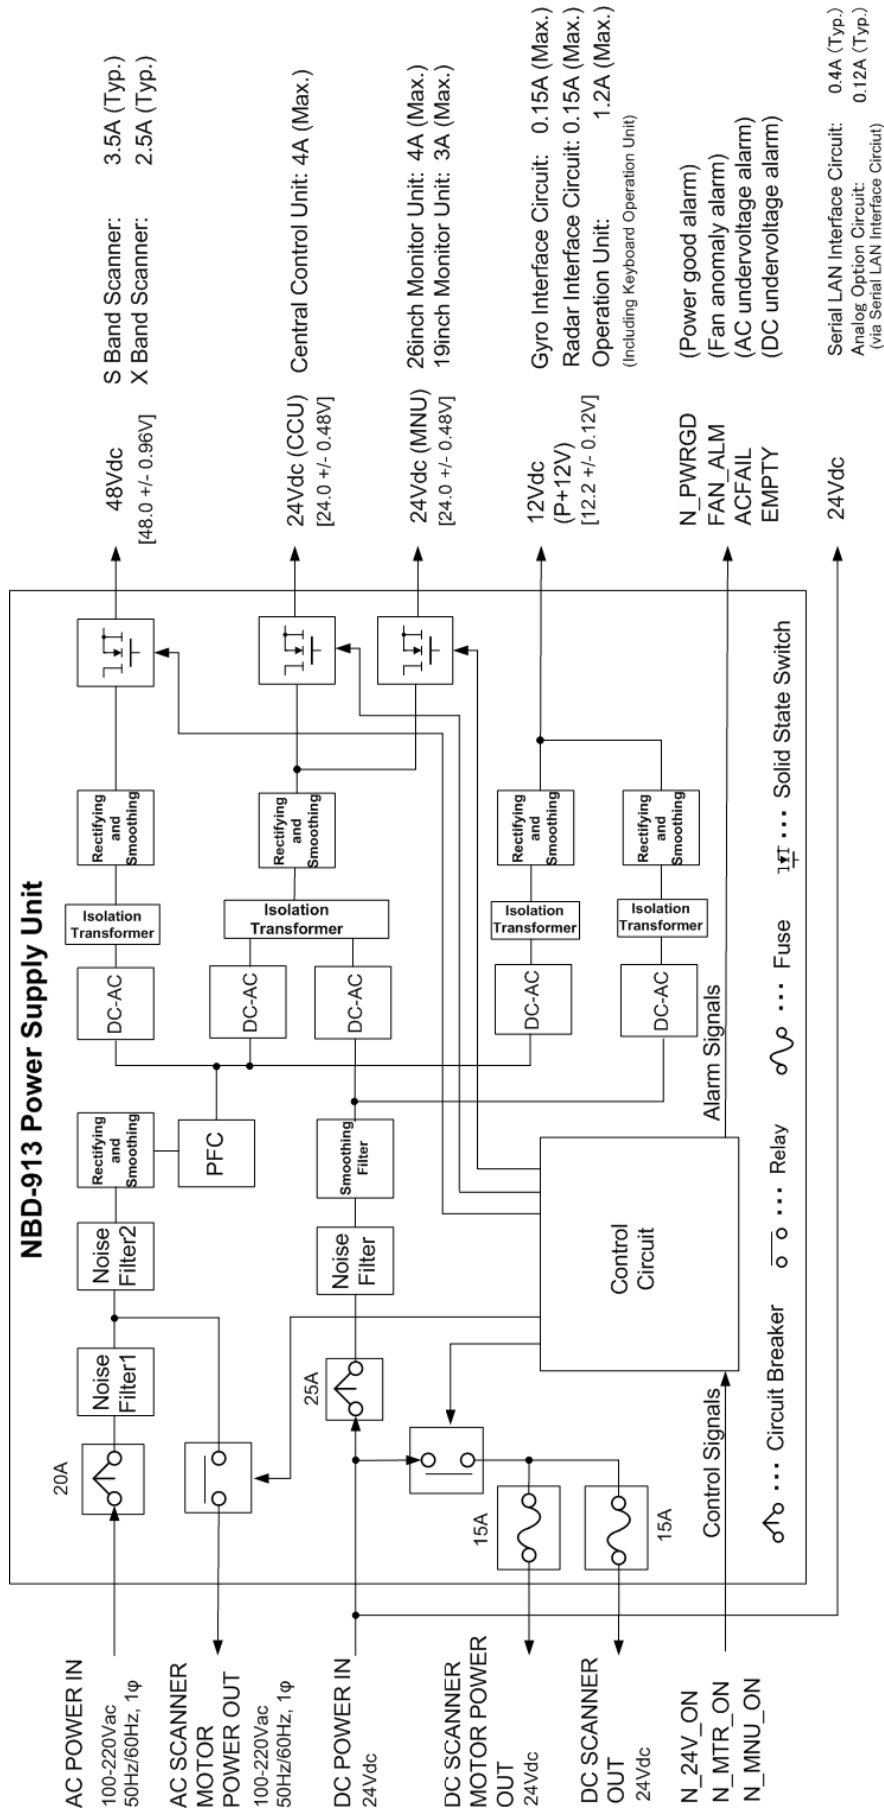 NBD-913 Power Supply Unit
AC POWER IN
100-220Vac
50Hz/60Hz, 1φ
AC SCANNER
MOTOR
POWER OUT
100-220Vac
50Hz/60Hz, 1φ
DC POWER IN
24Vdc
DC SCANNER
MOTOR POWER
OUT
24Vdc
DC SCANNER
OUT
24Vdc
N_24V_ON
N_MTR_ON
N_MNU_ON
20A
Noise
Filter1
Noise
Filter2
Rectifying
and
Smoothing
PFC
DC-AC
Isolation
Transformer
Rectifying
and
Smoothing
25A
Noise
Filter
Smoothing
Filter
DC-AC
DC-AC
Isolation
Transformer
Rectifying
and
Smoothing
15A
15A
DC-AC
Isolation
Transformer
Rectifying
and
Smoothing
DC-AC
Isolation
Transformer
Rectifying
and
Smoothing
Control
Circuit
Control Signals
Alarm Signals
··· Circuit Breaker
··· Relay
··· Fuse
··· Solid State Switch
48Vdc
[48.0 +/- 0.96V]
S Band Scanner: 3.5A (Typ.)
X Band Scanner: 2.5A (Typ.)
24Vdc (CCU)
[24.0 +/- 0.48V]
Central Control Unit: 4A (Max.)
24Vdc (MNU)
[24.0 +/- 0.48V]
26inch Monitor Unit: 4A (Max.)
19inch Monitor Unit: 3A (Max.)
12Vdc
(P+12V)
[12.2 +/- 0.12V]
Gyro Interface Circuit: 0.15A (Max.)
Radar Interface Circuit: 0.15A (Max.)
Operation Unit: 1.2A (Max.)
(Including Keyboard Operation Unit)
N_PWRGD (Power good alarm)
FAN_ALM (Fan anomaly alarm)
ACFAIL (AC undervoltage alarm)
EMPTY (DC undervoltage alarm)
24Vdc
Serial LAN Interface Circuit: 0.4A (Typ.)
Analog Option Circuit: 0.12A (Typ.)
(via Serial LAN Interface Circiut)